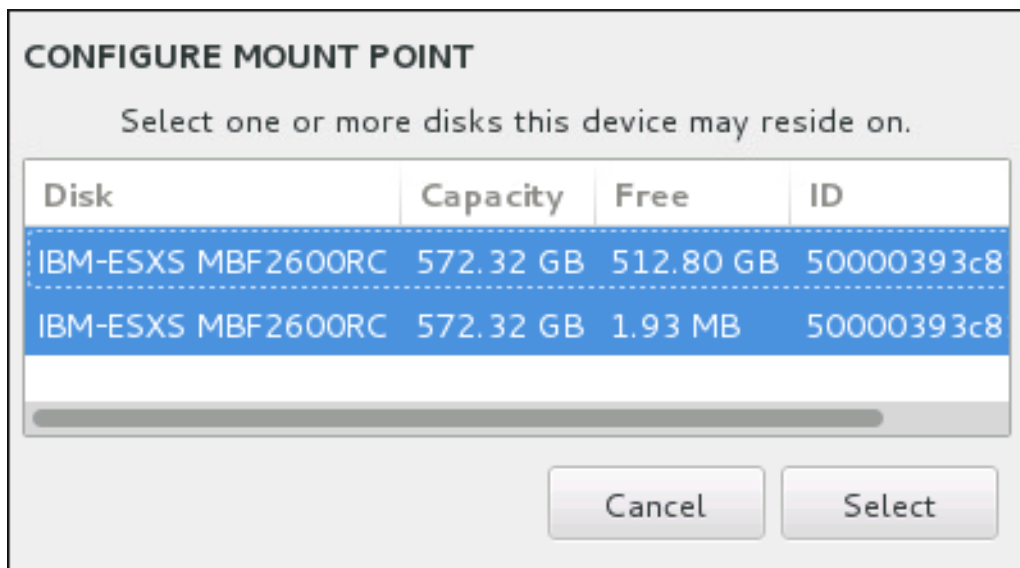 CONFIGURE MOUNT POINT
Select one or more disks this device may reside on.
Disk Capacity Free ID
IBM-ESXS MBF2600RC 572.32 GB 512.80 GB 50000393c8
IBM-ESXS MBF2600RC 572.32 GB 1.93 MB 50000393c8
Cancel Select